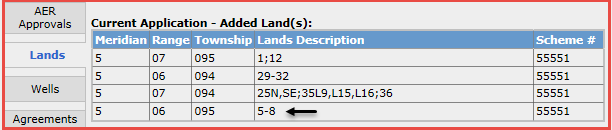 AER
Approvals
Lands
Wells
Agreements
Current Application - Added Land(s):
Meridian Range Township Lands Description Scheme #
5 07 095 1;12 55551
5 06 094 29-32 55551
5 07 094 25N,SE;35L9,L15,L16;36 55551
5 06 095 5-8 55551